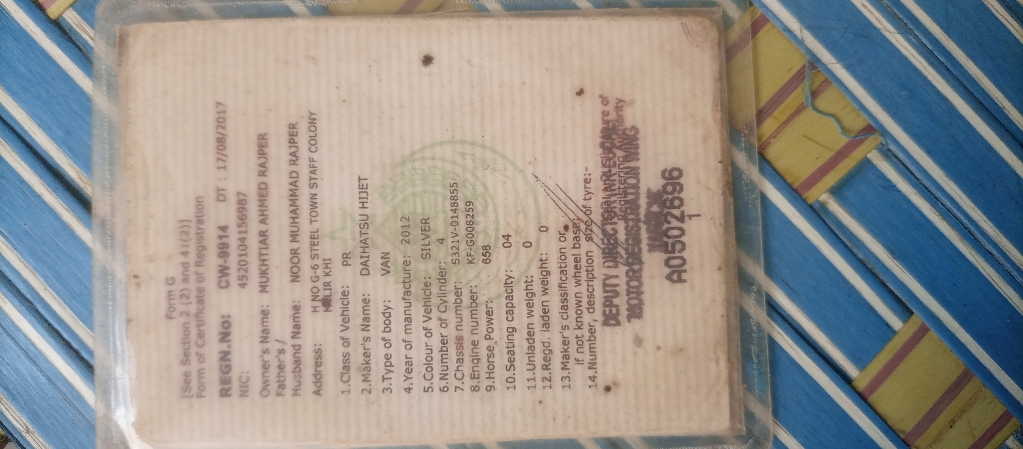 Form G
[See Section 2 (2) and 41(2)]
Form of Certificate of Registration
REGN.No: CW-9914 DT : 17/08/2017
NIC: 4520104156987
Owner's Name: MUKHTIAR AHMED RAJPER
Father's /
Husband Name: NOOR MUHAMMAD RAJPER
Address: H NO G-6 STEEL TOWN STAFF COLONY
MALIR KHI
1.Class of Vehicle: PR
2.Maker's Name: DAIHATSU HIJET
3.Type of body: VAN
4.Year of manufacture: 2012
5.Colour of Vehicle: SILVER
6.Number of Cylinder: 4
7.Chassis number: S321V-0148855
8.Engine number: KF-G008259
9.Horse Power: 658
10.Seating capacity: 04
11.Unladen weight: 0
12.Regd. laden weight: 0
13.Maker's classification or
if not known wheel base:
14.Number, description size of tyre:-
DEPUTY DIRECTOR
Registering Authority
MOTOR REGISTRATION WING
A0502696
1